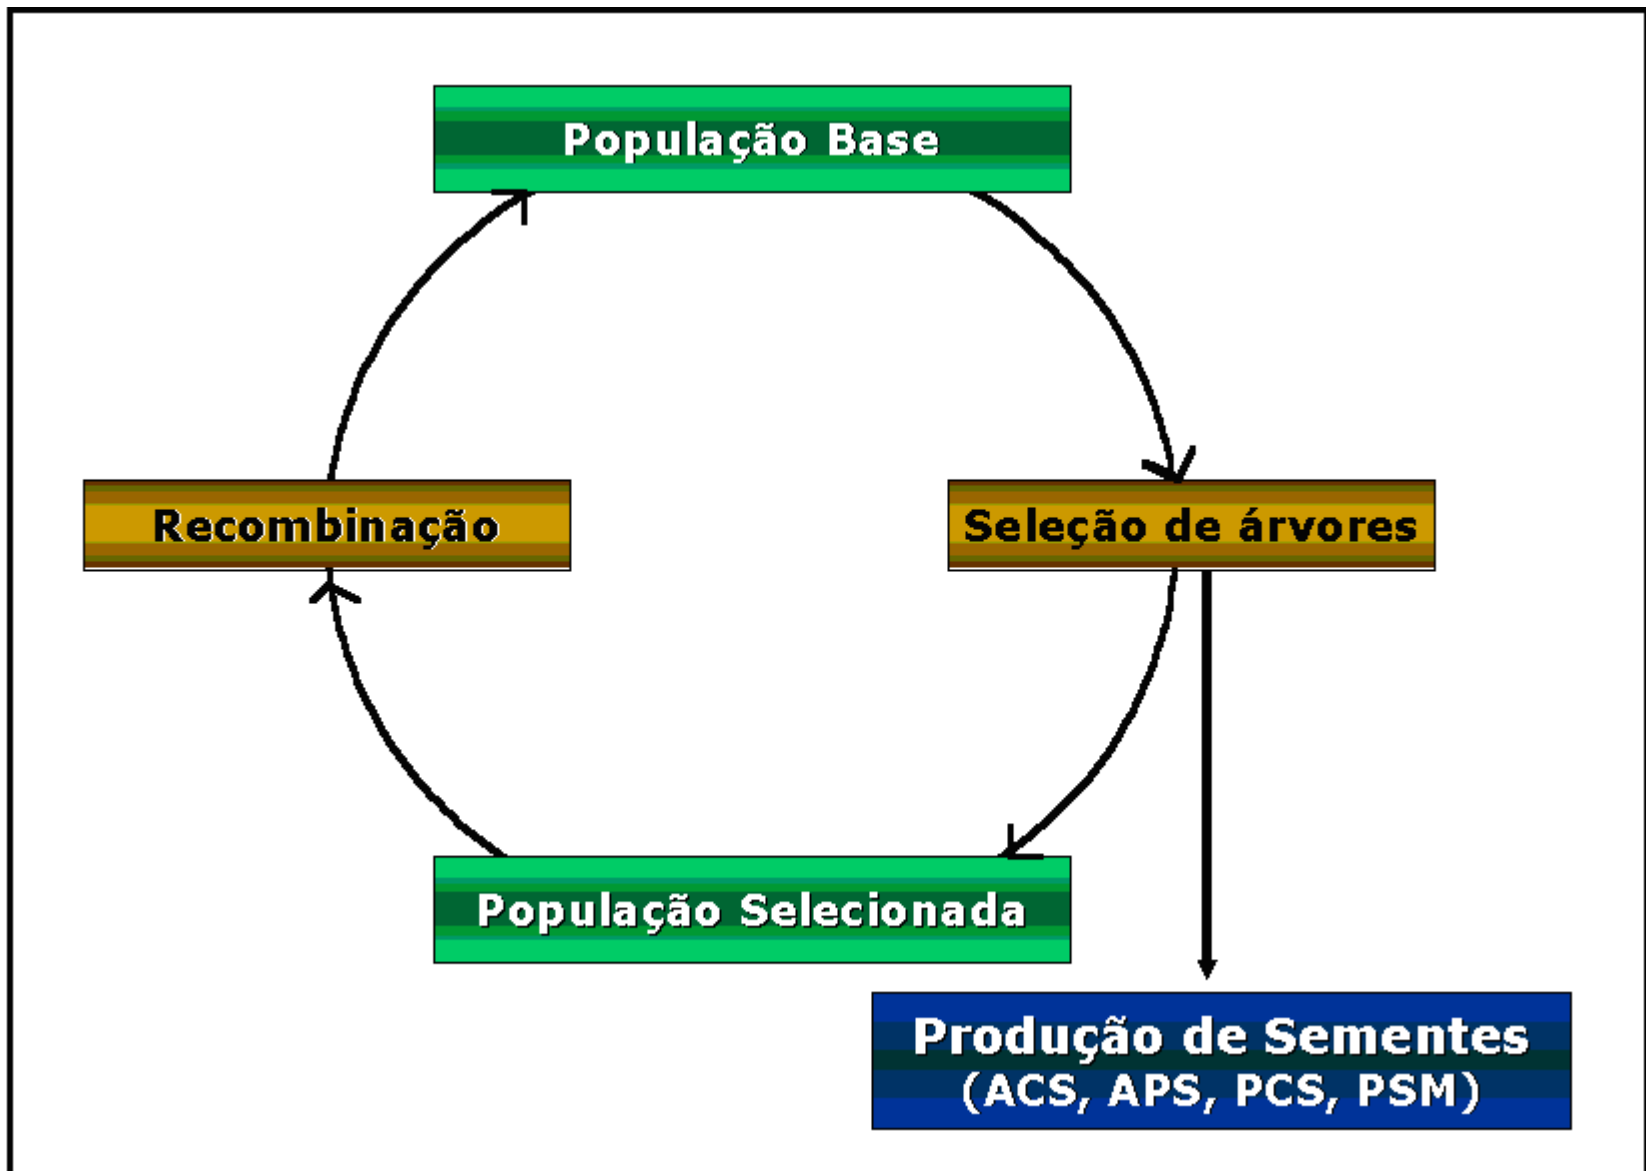 População Base
Recombinação
Seleção de árvores
População Selecionada
Produção de Sementes
(ACS, APS, PCS, PSM)